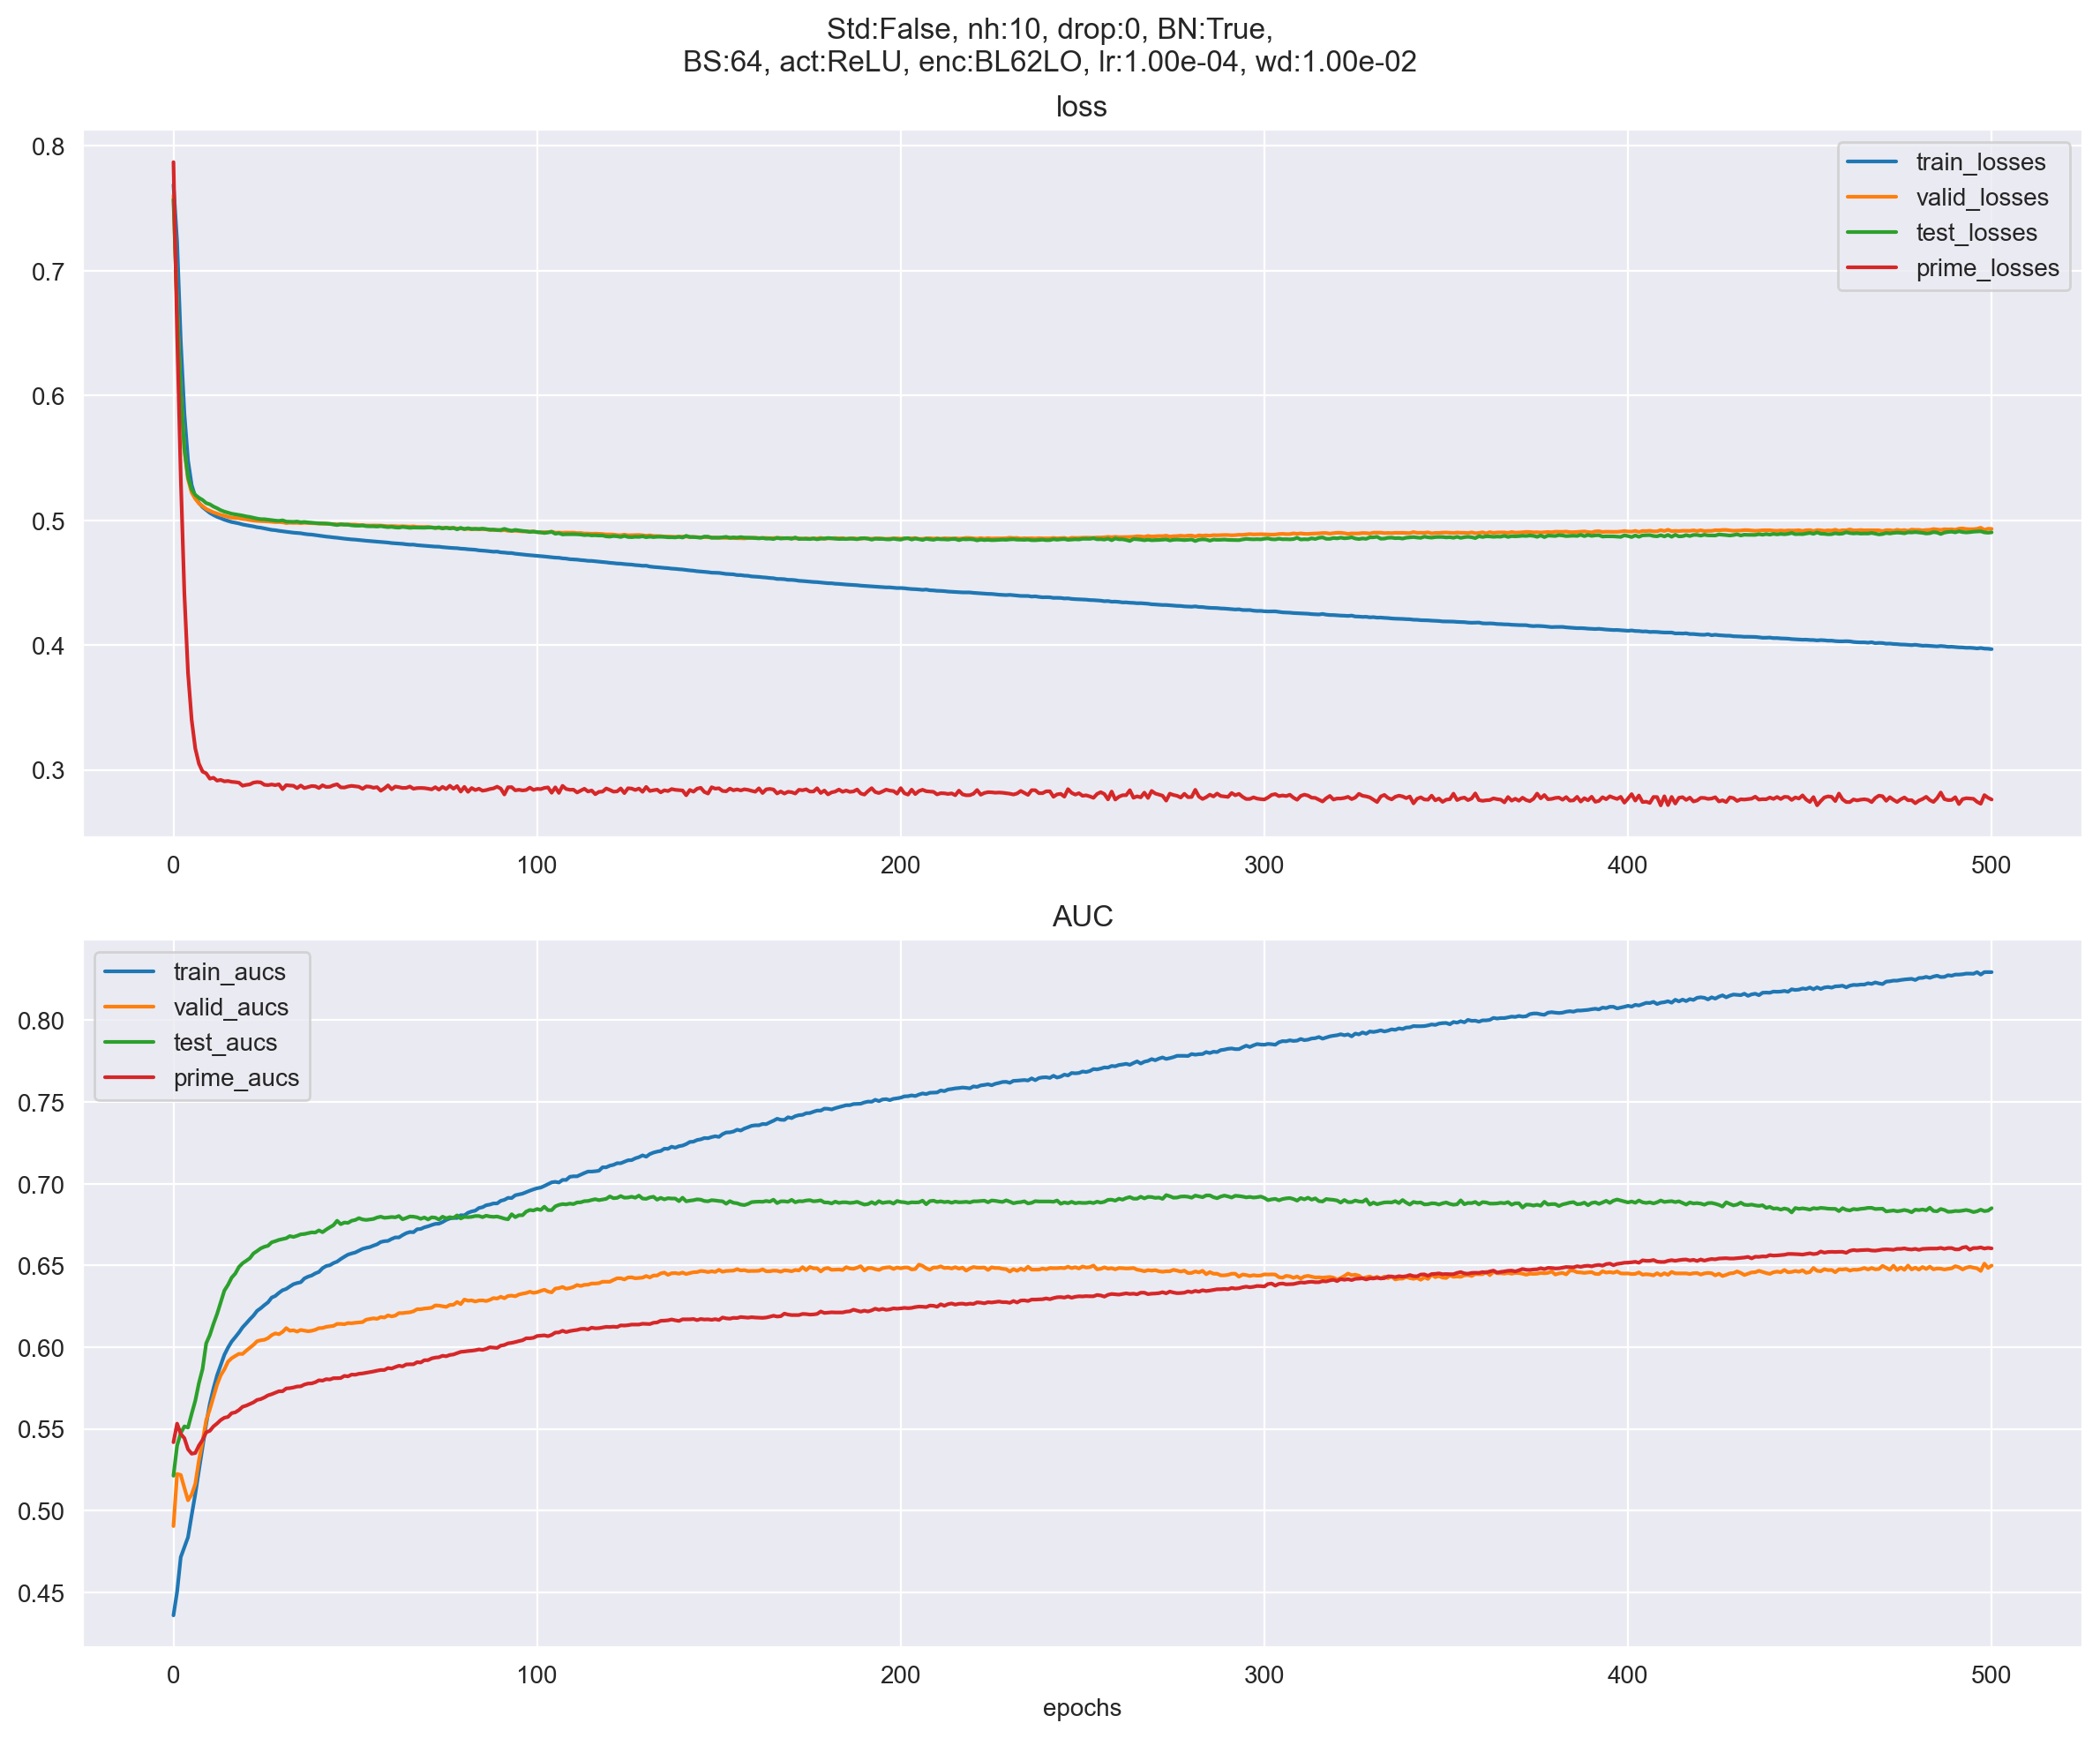 Std:False, nh:10, drop:0, BN:True,
BS:64, act:ReLU, enc:BL62LO, lr:1.00e-04, wd:1.00e-02
loss
0.8
0.7
0.6
0.5
0.4
0.3
train_losses
valid_losses
test_losses
prime_losses
0 100 200 300 400 500
AUC
train_aucs
valid_aucs
test_aucs
prime_aucs
0.80
0.75
0.70
0.65
0.60
0.55
0.50
0.45
0 100 200 300 400 500
epochs